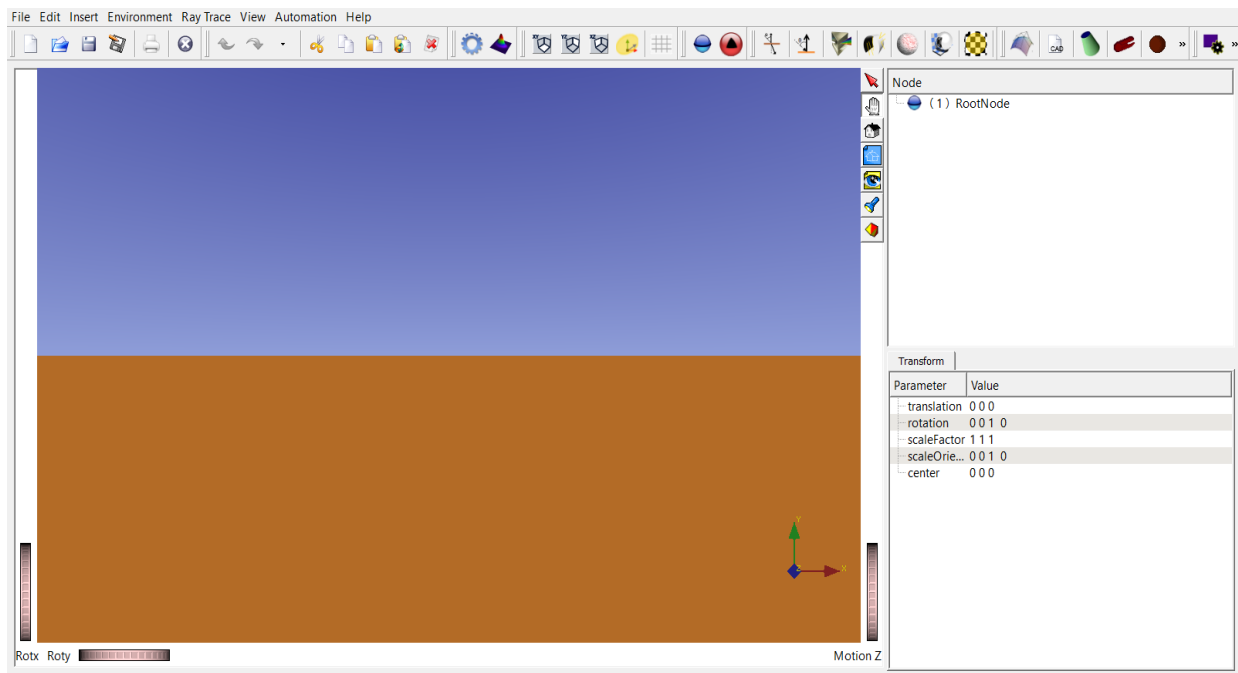 File Edit Insert Environment Ray Trace View Automation Help
CAD » »
Node
(1) RootNode
Transform
Parameter Value
translation 0 0 0
rotation 0 0 1 0
scaleFactor 1 1 1
scaleOrie... 0 0 1 0
center 0 0 0
Y
Z X
Rotx Roty Motion Z